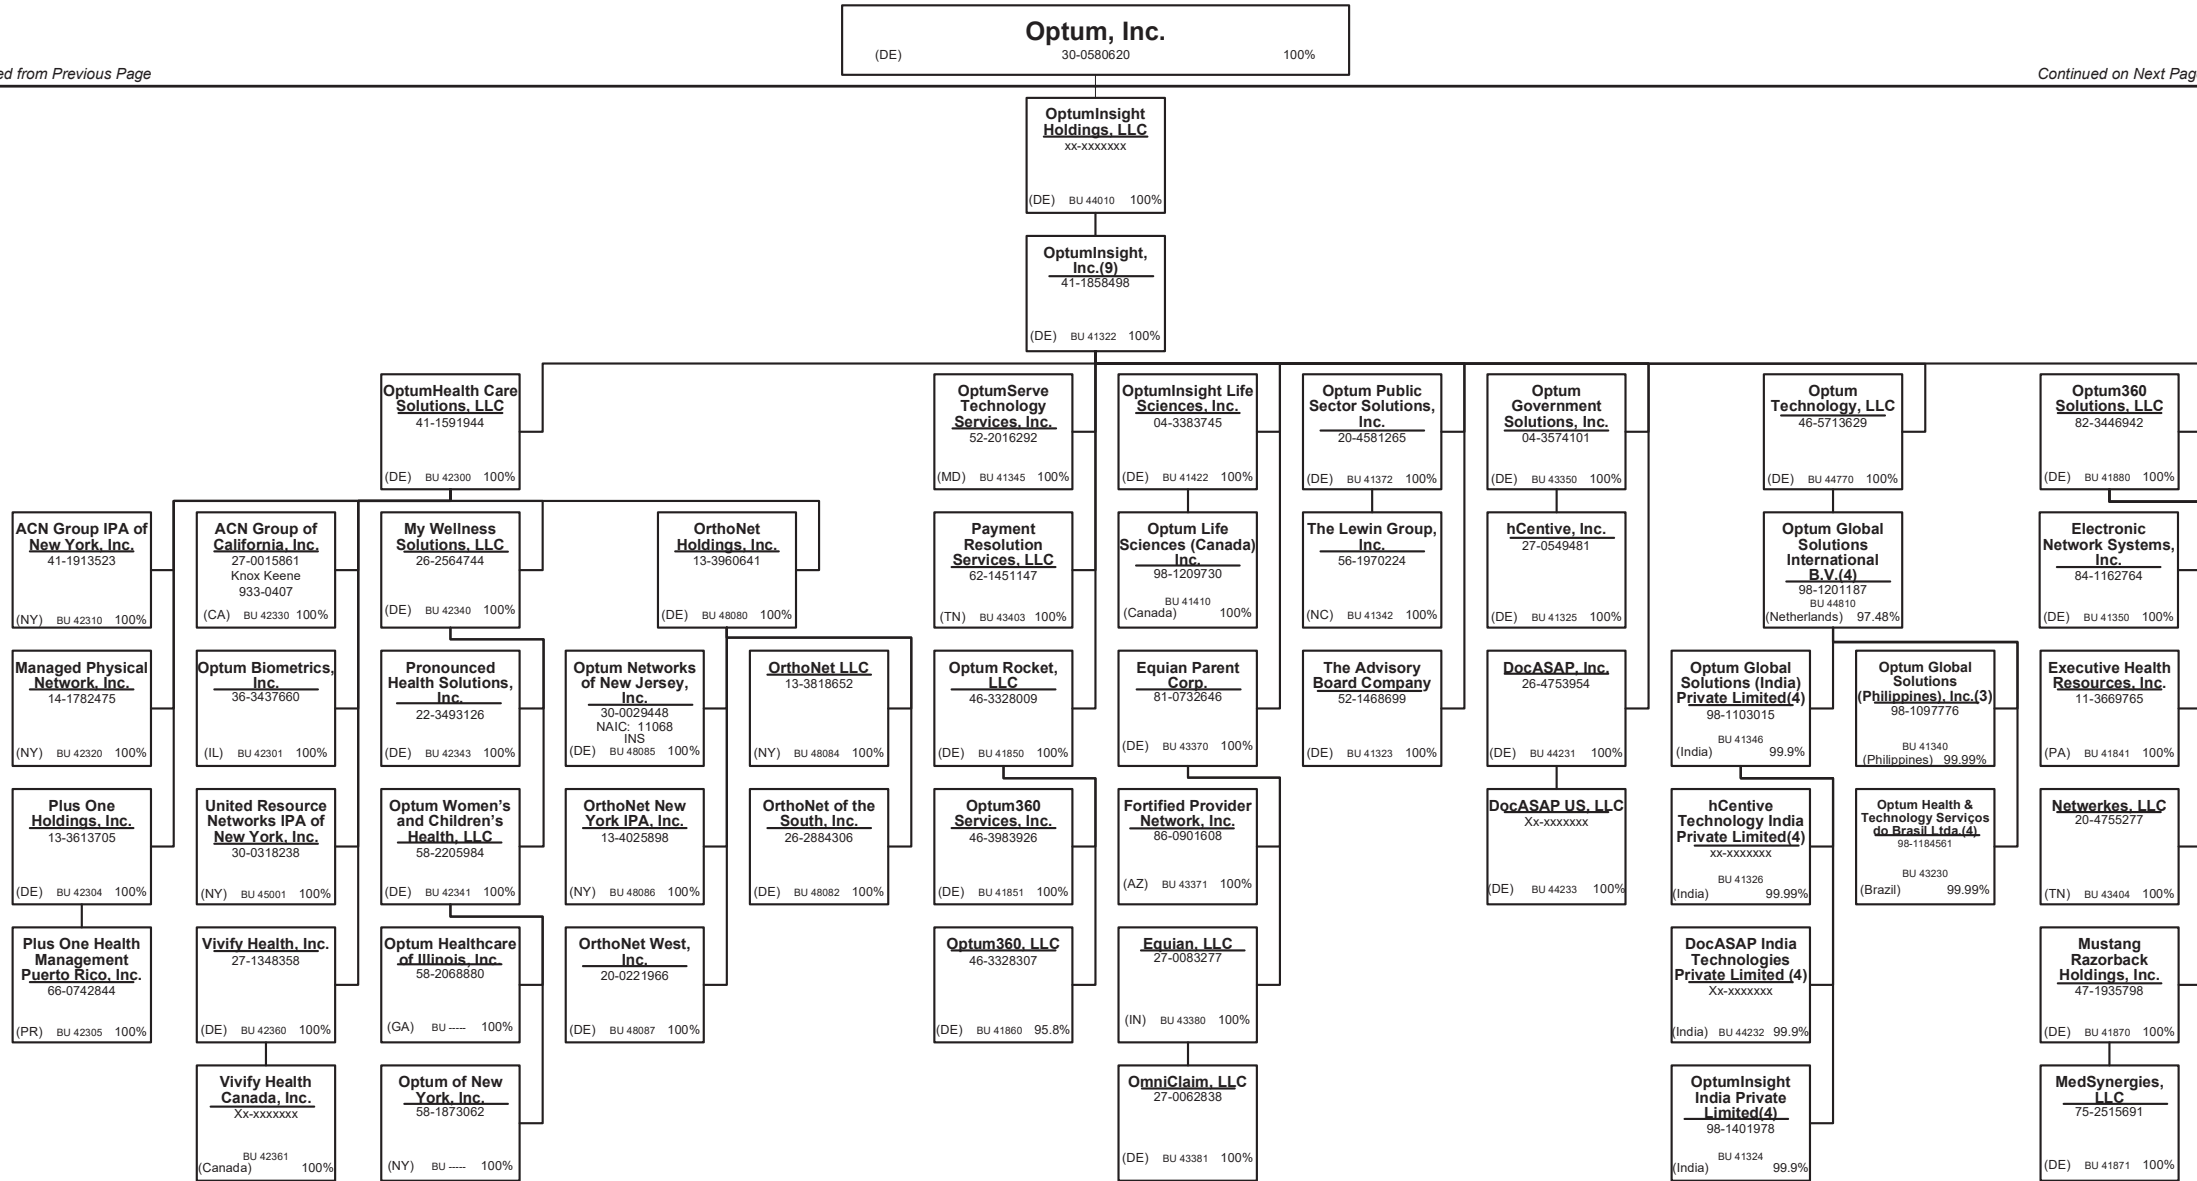 Optum, Inc.
(DE) 30-0580620 100%
ed from Previous Page
Continued on Next Pag
OptumInsight
Holdings, LLC
xx-xxxxxxx
(DE) BU 44010 100%
OptumInsight,
Inc.(9)
41-1858498
(DE) BU 41322 100%
OptumHealth Care
Solutions, LLC
41-1591944
(DE) BU 42300 100%
OptumServe
Technology
Services, Inc.
52-2016292
(MD) BU 41345 100%
OptumInsight Life
Sciences, Inc.
04-3383745
(DE) BU 41422 100%
Optum Public
Sector Solutions,
Inc.
20-4581265
(DE) BU 41372 100%
Optum
Government
Solutions, Inc.
04-3574101
(DE) BU 43350 100%
Optum
Technology, LLC
46-5713629
(DE) BU 44770 100%
Optum360
Solutions, LLC
82-3446942
(DE) BU 41880 100%
ACN Group IPA of
New York, Inc.
41-1913523
(NY) BU 42310 100%
ACN Group of
California, Inc.
27-0015861
Knox Keene
933-0407
(CA) BU 42330 100%
My Wellness
Solutions, LLC
26-2564744
(DE) BU 42340 100%
OrthoNet
Holdings, Inc.
13-3960641
(DE) BU 48080 100%
Payment
Resolution
Services, LLC
62-1451147
(TN) BU 43403 100%
Optum Life
Sciences (Canada)
Inc.
98-1209730
BU 41410
(Canada) 100%
The Lewin Group,
Inc.
56-1970224
(NC) BU 41342 100%
hCentive, Inc.
27-0549481
(DE) BU 41325 100%
Optum Global
Solutions
International
B.V.(4)
98-1201187
BU 44810
(Netherlands) 97.48%
Electronic
Network Systems,
Inc.
84-1162764
(DE) BU 41350 100%
Managed Physical
Network, Inc.
14-1782475
(NY) BU 42320 100%
Optum Biometrics,
Inc.
36-3437660
(IL) BU 42301 100%
Pronounced
Health Solutions,
Inc.
22-3493126
(DE) BU 42343 100%
Optum Networks
of New Jersey,
Inc.
30-0029448
NAIC: 11068
INS
(DE) BU 48085 100%
OrthoNet LLC
13-3818652
(NY) BU 48084 100%
Optum Rocket,
LLC
46-3328009
(DE) BU 41850 100%
Equian Parent
Corp.
81-0732646
(DE) BU 43370 100%
The Advisory
Board Company
52-1468699
(DE) BU 41323 100%
DocASAP, Inc.
26-4753954
(DE) BU 44231 100%
Optum Global
Solutions (India)
Private Limited(4)
98-1103015
BU 41346
(India) 99.9%
Optum Global
Solutions
(Philippines), Inc.(3)
98-1097776
BU 41340
(Philippines) 99.99%
Executive Health
Resources, Inc.
11-3669765
(PA) BU 41841 100%
Plus One
Holdings, Inc.
13-3613705
(DE) BU 42304 100%
United Resource
Networks IPA of
New York, Inc.
30-0318238
(NY) BU 45001 100%
Optum Women's
and Children's
Health, LLC
58-2205984
(DE) BU 42341 100%
OrthoNet New
York IPA, Inc.
13-4025898
(NY) BU 48086 100%
OrthoNet of the
South, Inc.
26-2884306
(DE) BU 48082 100%
Optum360
Services, Inc.
46-3983926
(DE) BU 41851 100%
Fortified Provider
Network, Inc.
86-0901608
(AZ) BU 43371 100%
DocASAP US, LLC
Xx-xxxxxxx
(DE) BU 44233 100%
hCentive
Technology India
Private Limited(4)
xx-xxxxxxx
BU 41326
(India) 99.99%
Optum Health &
Technology Serviços
do Brasil Ltda.(4)
98-1184561
BU 43230
(Brazil) 99.99%
Netwerkes, LLC
20-4755277
(TN) BU 43404 100%
Plus One Health
Management
Puerto Rico, Inc.
66-0742844
(PR) BU 42305 100%
Vivify Health, Inc.
27-1348358
(DE) BU 42360 100%
Optum Healthcare
of Illinois, Inc.
58-2068880
(GA) BU ----- 100%
OrthoNet West,
Inc.
20-0221966
(DE) BU 48087 100%
Optum360, LLC
46-3328307
(DE) BU 41860 95.8%
Equian, LLC
27-0083277
(IN) BU 43380 100%
DocASAP India
Technologies
Private Limited (4)
Xx-xxxxxxx
(India) BU 44232 99.9%
Mustang
Razorback
Holdings, Inc.
47-1935798
(DE) BU 41870 100%
Vivify Health
Canada, Inc.
Xx-xxxxxxx
BU 42361
(Canada) 100%
Optum of New
York, Inc.
58-1873062
(NY) BU ----- 100%
OmniClaim, LLC
27-0062838
(DE) BU 43381 100%
OptumInsight
India Private
Limited(4)
98-1401978
BU 41324
(India) 99.9%
MedSynergies,
LLC
75-2515691
(DE) BU 41871 100%